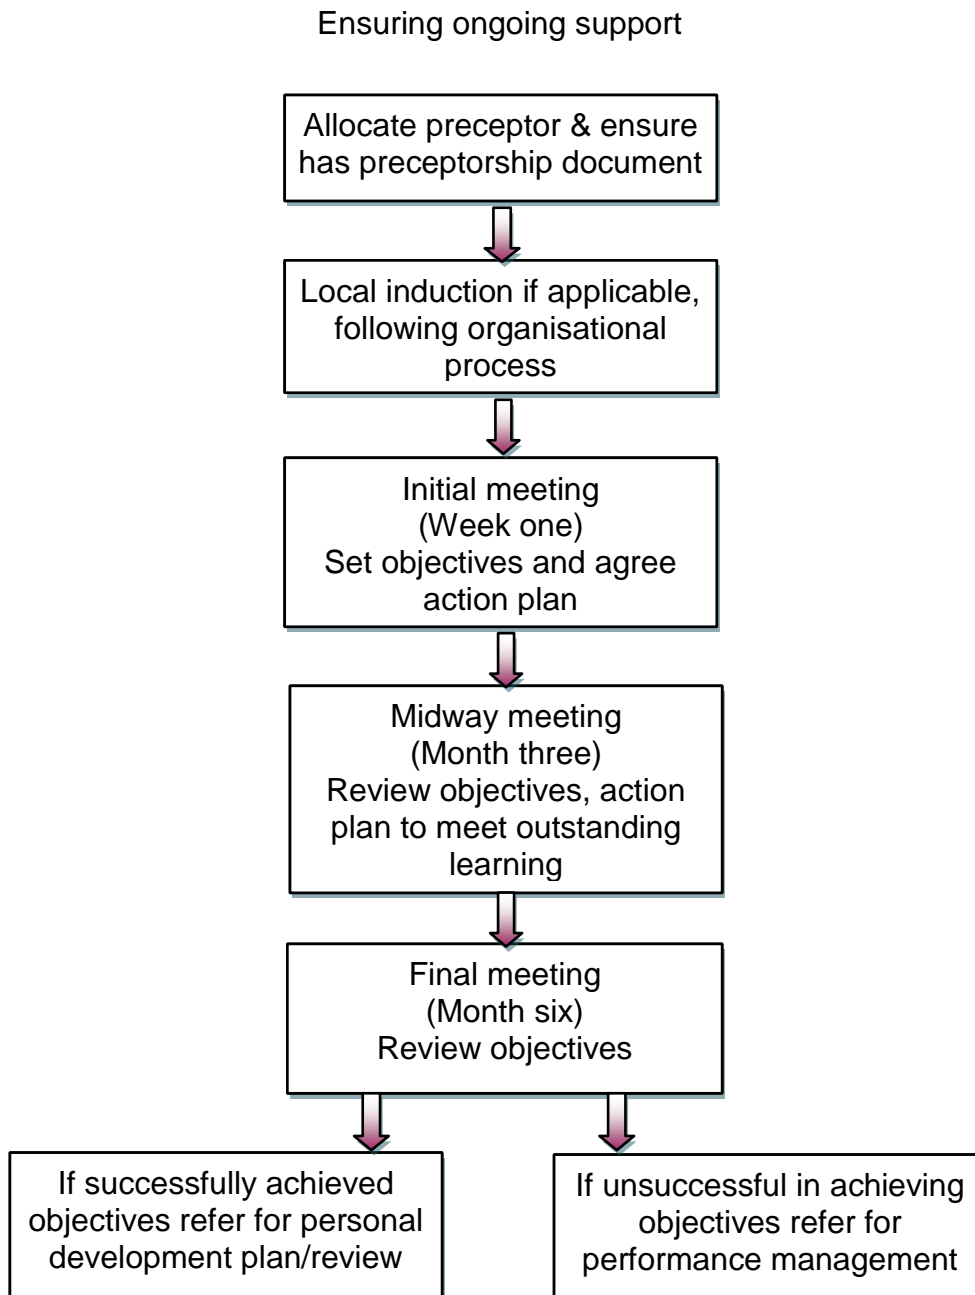 Ensuring ongoing support
Allocate preceptor & ensure
has preceptorship document
Local induction if applicable,
following organisational
process
Initial meeting
(Week one)
Set objectives and agree
action plan
Midway meeting
(Month three)
Review objectives, action
plan to meet outstanding
learning
Final meeting
(Month six)
Review objectives
If successfully achieved
objectives refer for personal
development plan/review
If unsuccessful in achieving
objectives refer for
performance management